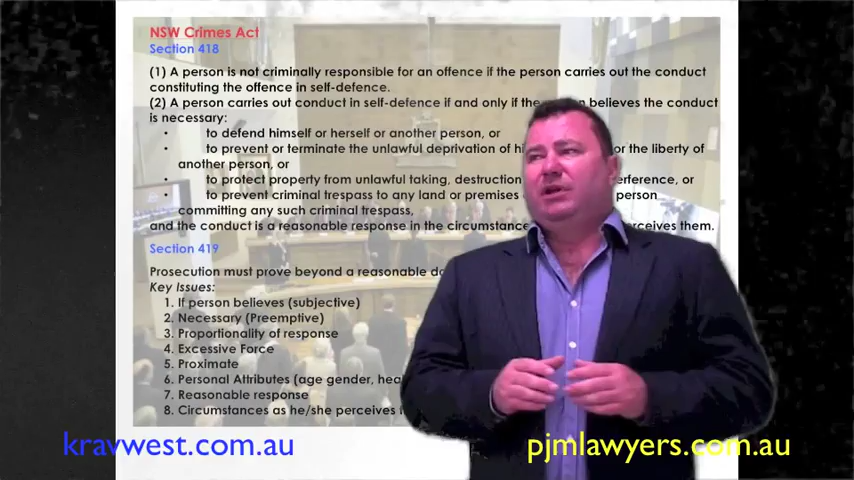 NSW Crimes Act
Section 418
(1) A person is not criminally responsible for an offence if the person carries out the conduct
constituting the offence in self-defence.
(2) A person carries out conduct in self-defence if and only if the believes the conduct
is necessary:
• to defend himself or herself or another person, or
• to prevent or terminate the unlawful deprivation of or the liberty of
another person, or
• to protect property from unlawful taking, destruction or
• to prevent criminal trespass to any land or premises person
committing any such criminal trespass,
and the conduct is a reasonable response in the them.
Section 419
Prosecution must prove beyond a reasonable
Key Issues:
1. If person believes (subjective)
2. Necessary (Preemptive)
3. Proportionality of response
4. Excessive Force
5. Proximate
6. Personal Attributes (age gender,
7. Reasonable response
8. Circumstances as he/she perceives
kravwest.com.au
pjmlawyers.com.au